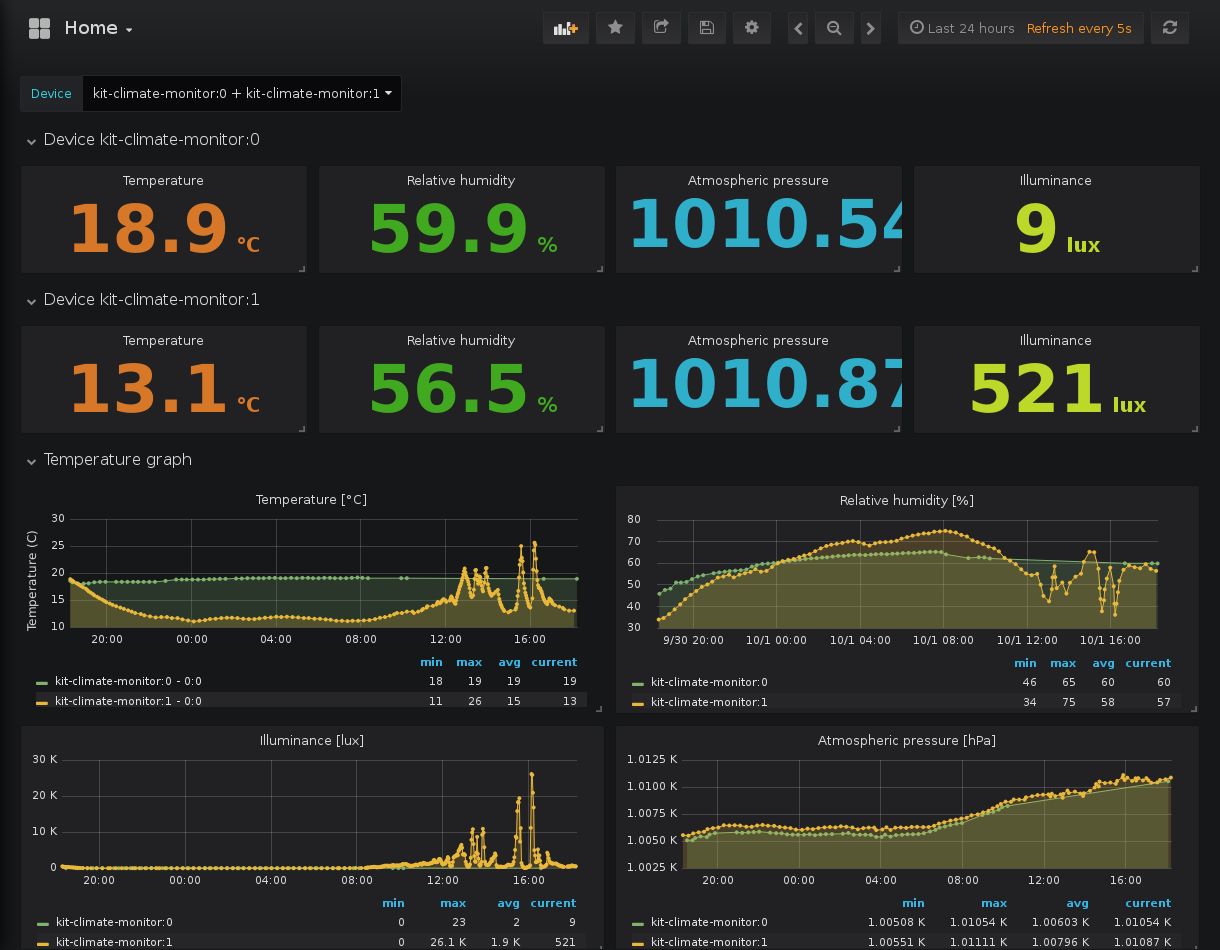 Home
Last 24 hours Refresh every 5s
Device kit-climate-monitor:0 + kit-climate-monitor:1
Device kit-climate-monitor:0
Temperature Relative humidity Atmospheric pressure Illuminance
18.9 °C 59.9 % 1010.54 9 lux
Device kit-climate-monitor:1
Temperature Relative humidity Atmospheric pressure Illuminance
13.1 °C 56.5 % 1010.87 521 lux
Temperature graph
Temperature [°C]
Temperature (C)
30
25
20
15
10
20:00 00:00 04:00 08:00 12:00 16:00
min max avg current
kit-climate-monitor:0 - 0:0 18 19 19 19
kit-climate-monitor:1 - 0:0 11 26 15 13
Relative humidity [%]
80
70
60
50
40
30
9/30 20:00 10/1 00:00 10/1 04:00 10/1 08:00 10/1 12:00 10/1 16:00
min max avg current
kit-climate-monitor:0 46 65 60 60
kit-climate-monitor:1 34 75 58 57
Illuminance [lux]
30 K
20 K
10 K
0
20:00 00:00 04:00 08:00 12:00 16:00
min max avg current
kit-climate-monitor:0 0 23 2 9
kit-climate-monitor:1 0 26.1 K 1.9 K 521
Atmospheric pressure [hPa]
1.0125 K
1.0100 K
1.0075 K
1.0050 K
1.0025 K
20:00 00:00 04:00 08:00 12:00 16:00
min max avg current
kit-climate-monitor:0 1.00508 K 1.01054 K 1.00603 K 1.01054 K
kit-climate-monitor:1 1.00551 K 1.01111 K 1.00796 K 1.01087 K